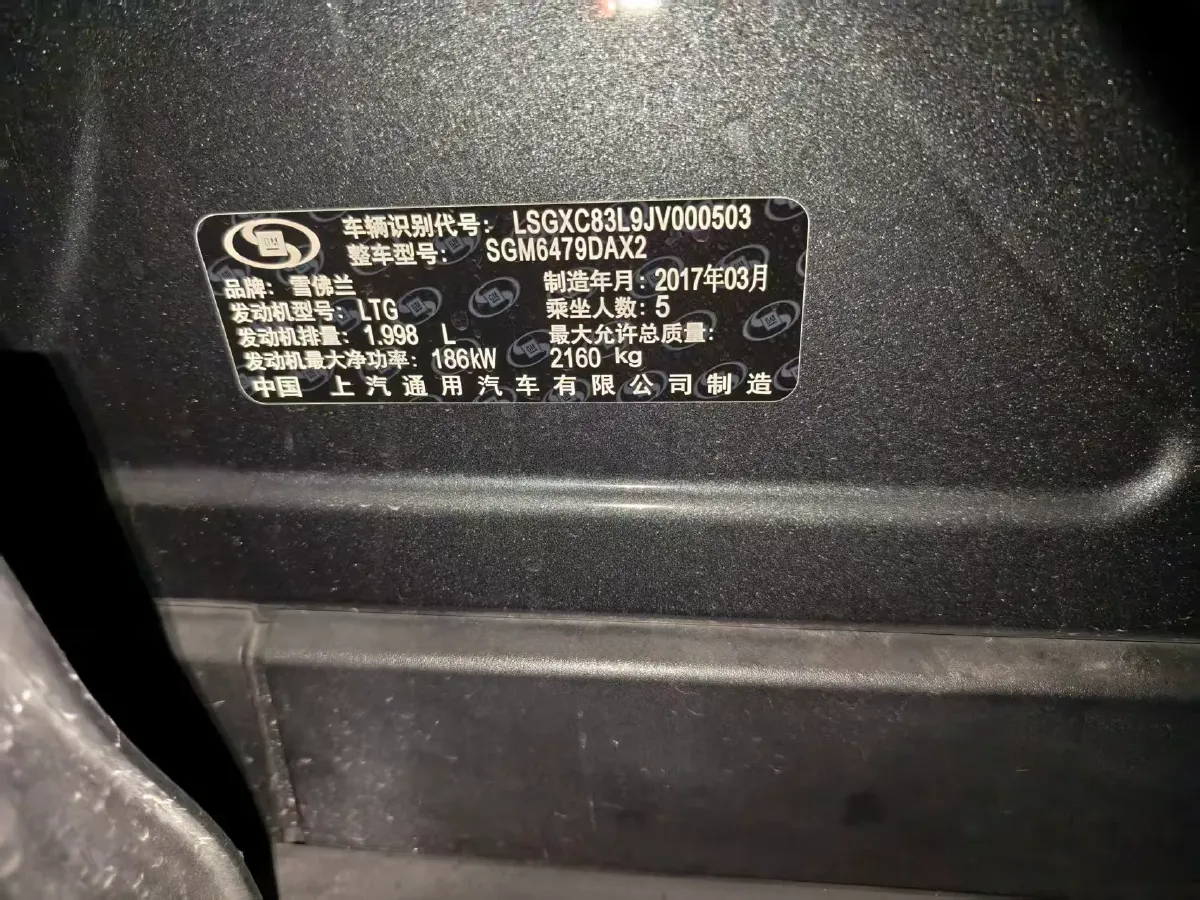 车辆识别代号: LSGXC83L9JV000503
整车型号: SGM6479DAX2
品牌: 雪佛兰 制造年月: 2017年03月
发动机型号: LTG 乘坐人数: 5
发动机排量: 1.998 L 最大允许总质量:
发动机最大净功率: 186kW 2160 kg
中国 上汽通用汽车有限公司制造